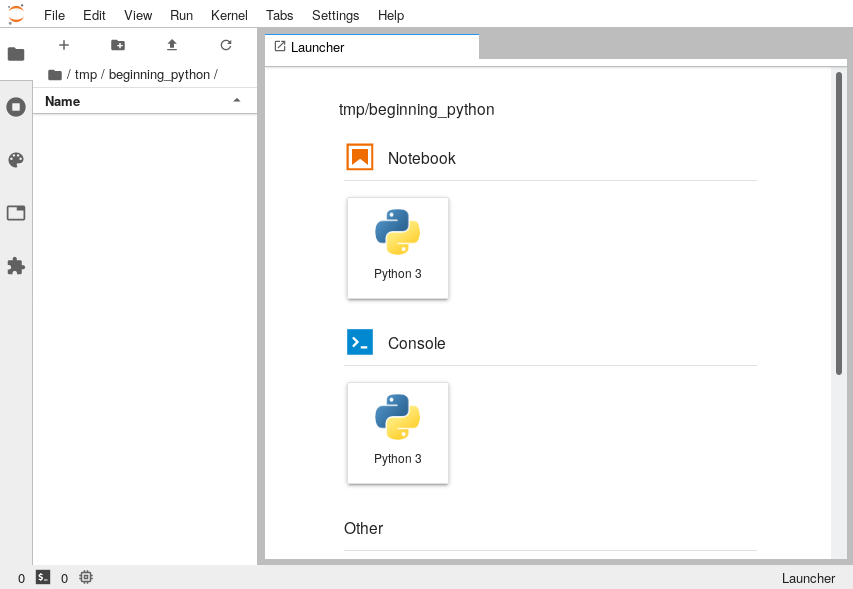 File Edit View Run Kernel Tabs Settings Help
/ tmp / beginning_python /
Name
Launcher
tmp/beginning_python
Notebook
Python 3
Console
Python 3
Other
0 $_ 0 Launcher